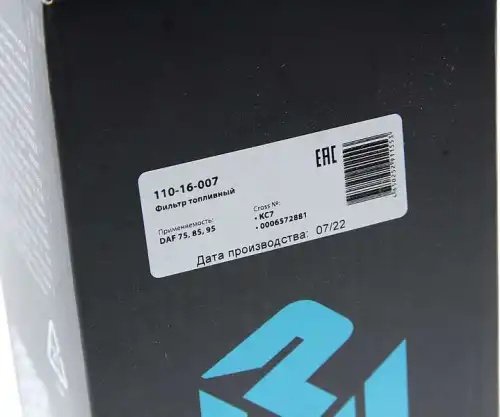 110-16-007
Фильтр топливный
Применяемость:
DAF 75, 85, 95
Cross №:
• KC7
• 0006572881
Дата производства: 07/22
EAC